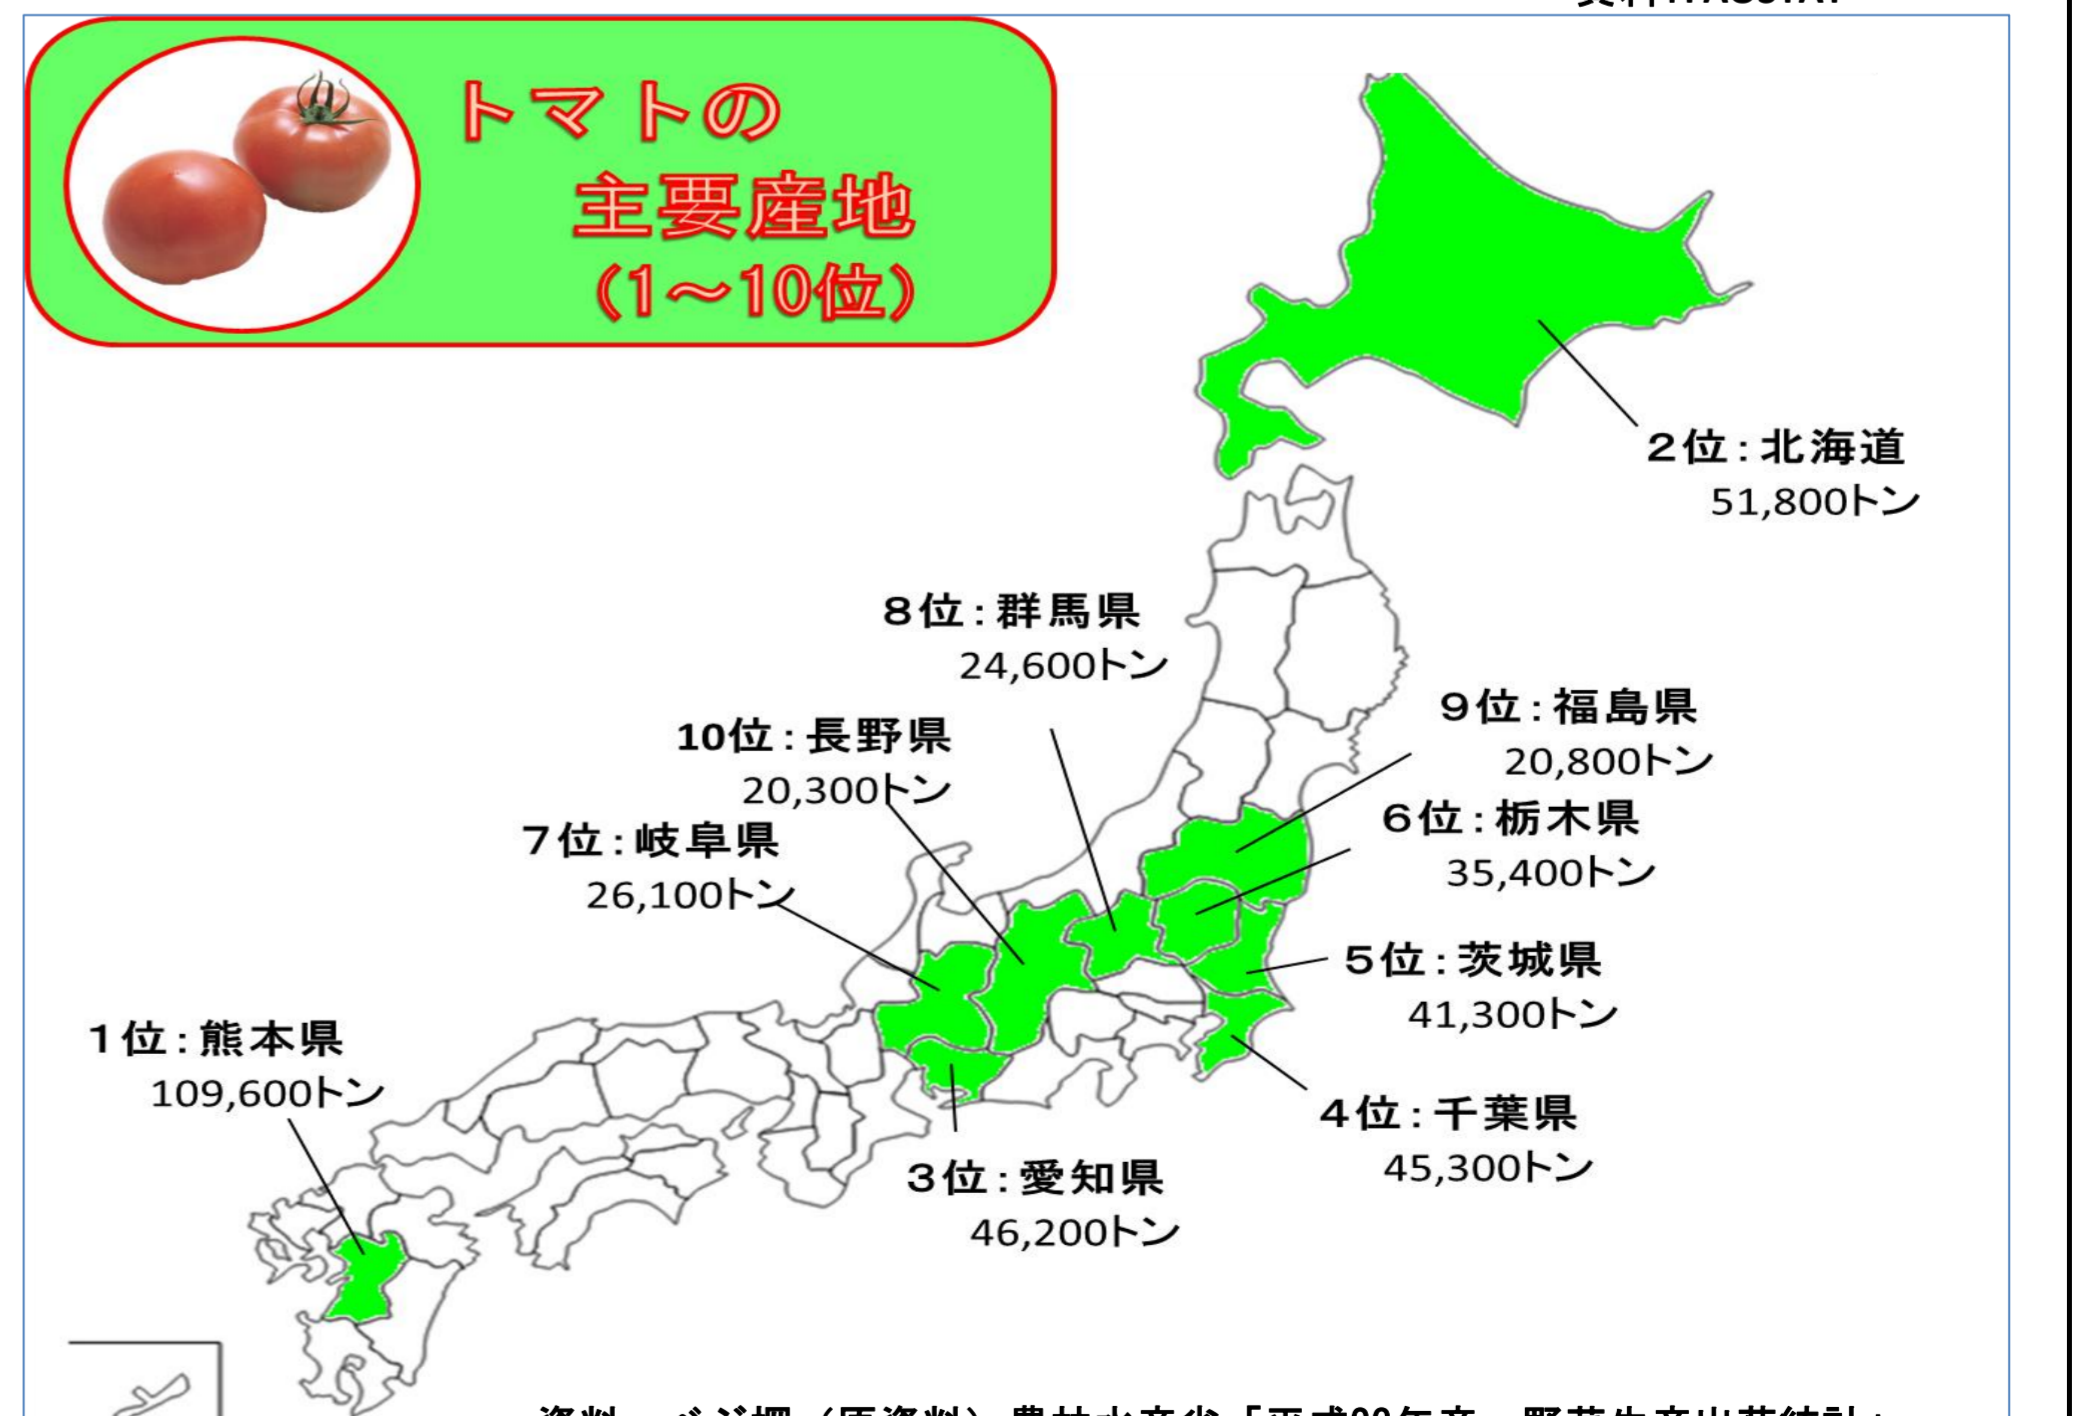 トマトの
主要産地
(1～10位)
2位:北海道
51,800トン
8位:群馬県
24,600トン
9位:福島県
20,800トン
10位:長野県
20,300トン
6位:栃木県
35,400トン
7位:岐阜県
26,100トン
5位:茨城県
41,300トン
1位:熊本県
109,600トン
4位:千葉県
45,300トン
3位:愛知県
46,200トン